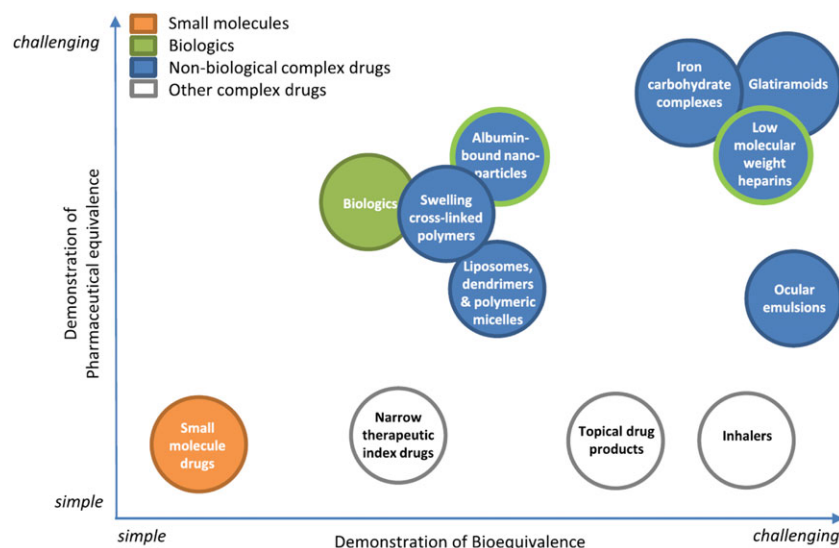 Small molecules
Biologics
Non-biological complex drugs
Other complex drugs
challenging
Demonstration of
Pharmaceutical equivalence
simple
Iron
carbohydrate
complexes
Glatiramoids
Low
molecular
weight
heparins
Albumin-
bound nano-
particles
Biologics
Swelling
cross-linked
polymers
Liposomes,
dendrimers
& polymeric
micelles
Ocular
emulsions
Small
molecule
drugs
Narrow
therapeutic
index drugs
Topical drug
products
Inhalers
simple
Demonstration of Bioequivalence
challenging